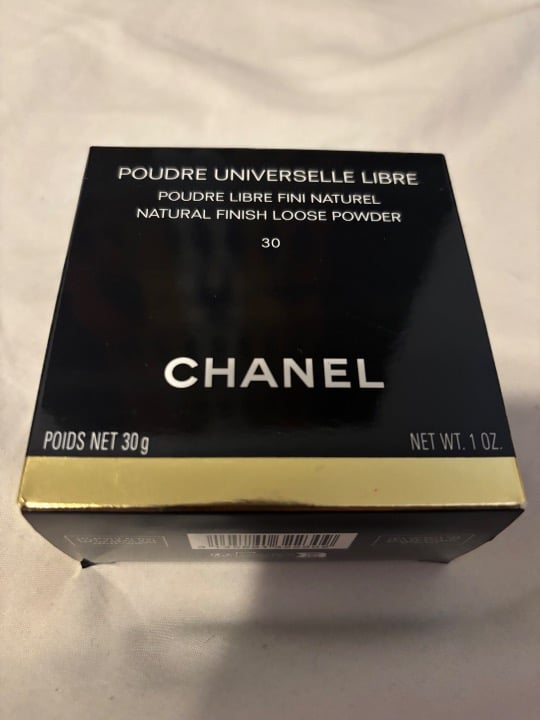 POUDRE UNIVERSELLE LIBRE
POUDRE LIBRE FINI NATUREL
NATURAL FINISH LOOSE POWDER
30
CHANEL
POIDS NET 30 g
NET WT. 1 OZ.